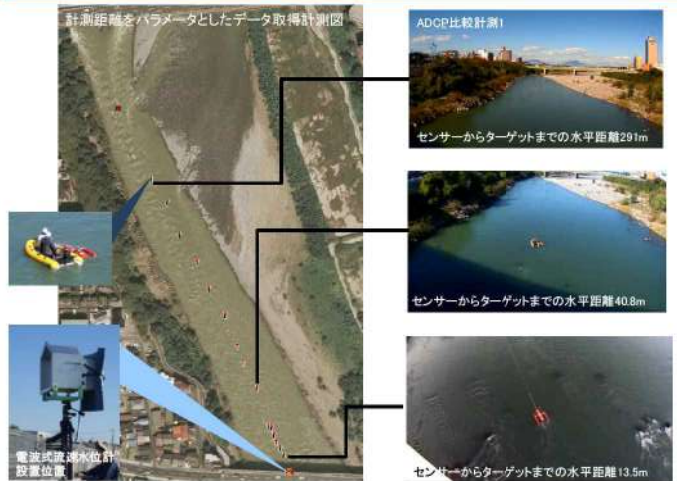 計測距離をパラメータとしたデータ取得計測図
ADCP比較計測1
センサーからターゲットまでの水平距離291m
センサーからターゲットまでの水平距離40.8m
電波式流速水位計
設置位置
センサーからターゲットまでの水平距離13.5m